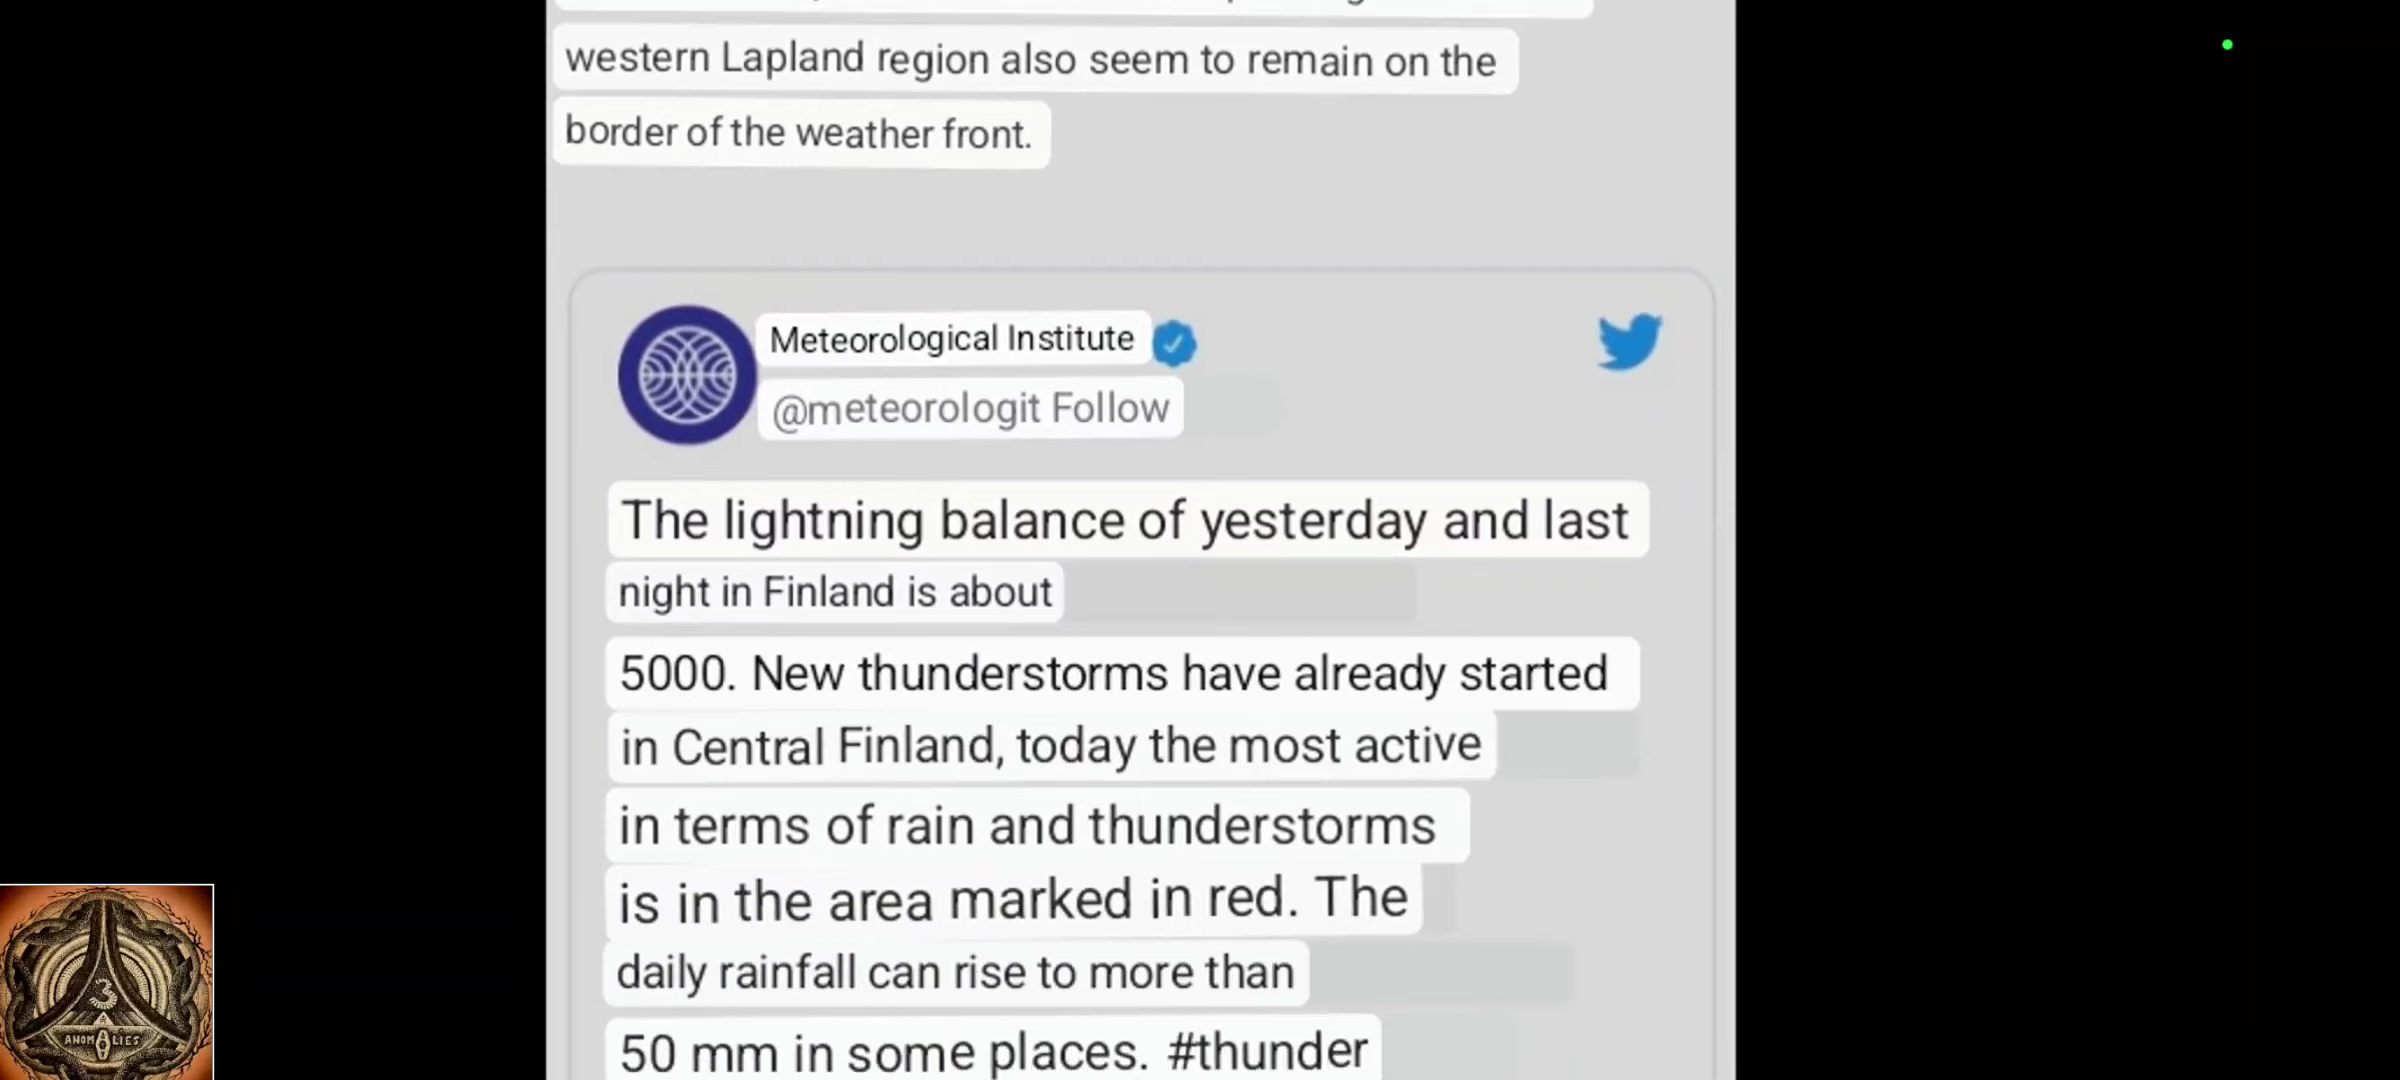 western Lapland region also seem to remain on the
border of the weather front.
Meteorological Institute
@meteorologit Follow
The lightning balance of yesterday and last
night in Finland is about
5000. New thunderstorms have already started
in Central Finland, today the most active
in terms of rain and thunderstorms
is in the area marked in red. The
daily rainfall can rise to more than
50 mm in some places. #thunder
3
ANOMALIES